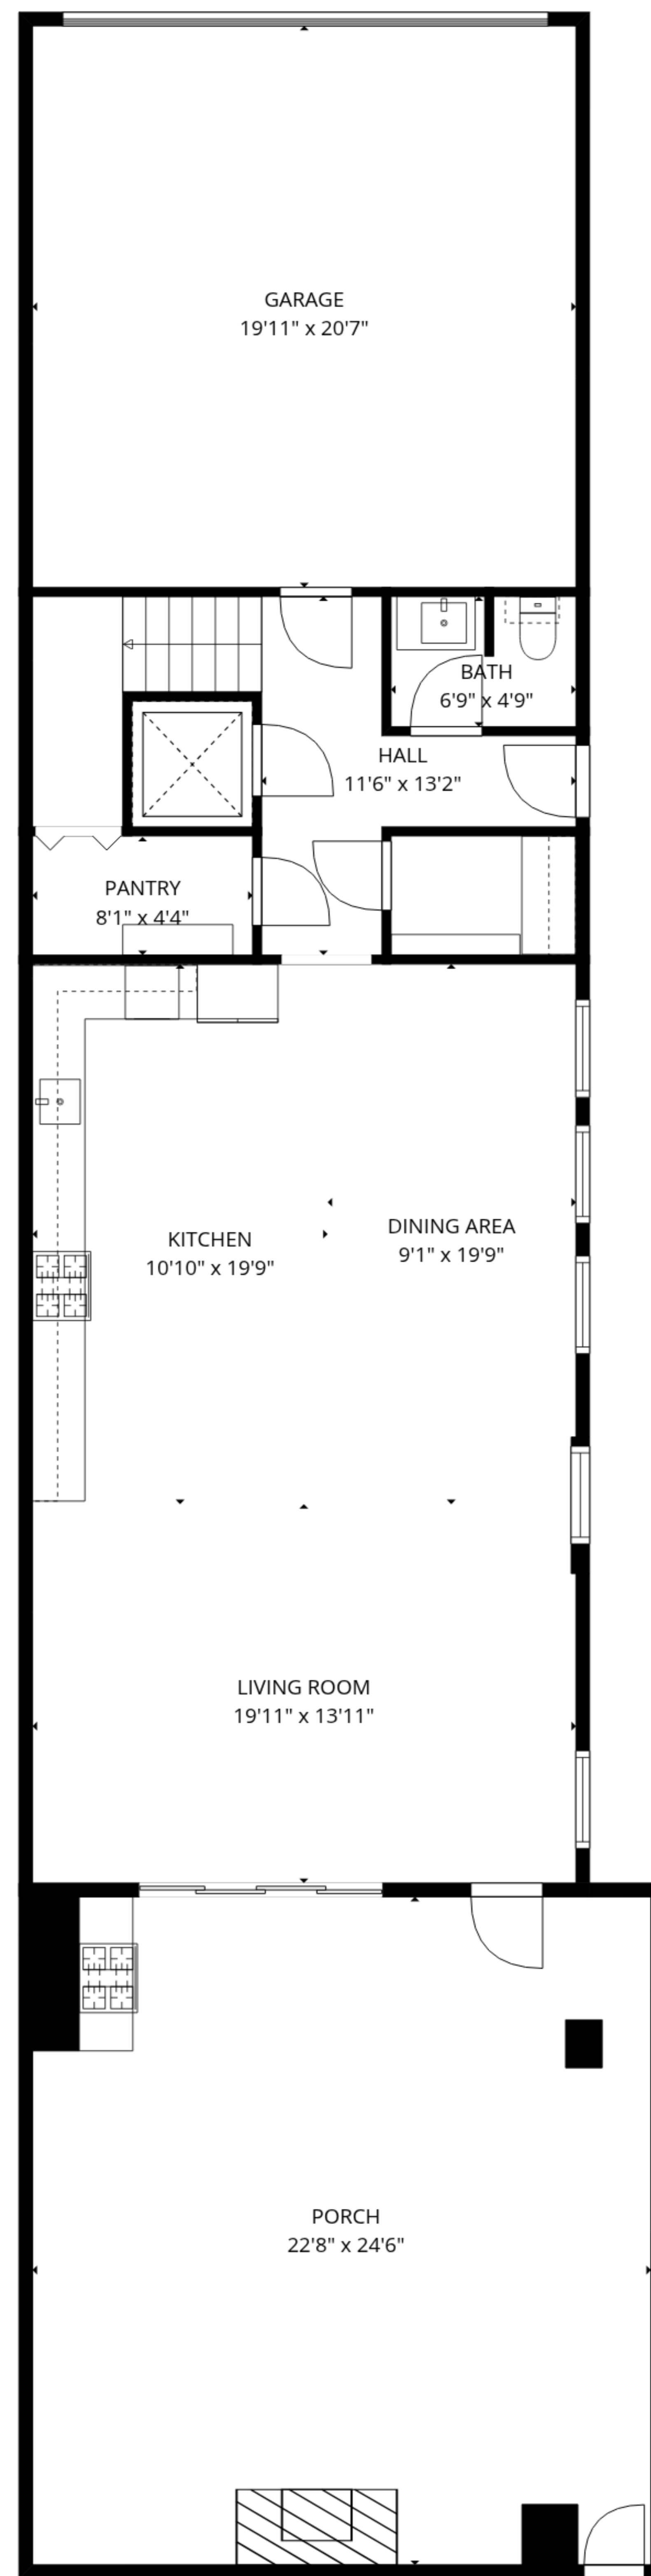 GARAGE
19'11" x 20'7"
BATH
6'9" x 4'9"
HALL
11'6" x 13'2"
PANTRY
8'1" x 4'4"
KITCHEN
10'10" x 19'9"
DINING AREA
9'1" x 19'9"
LIVING ROOM
19'11" x 13'11"
PORCH
22'8" x 24'6"